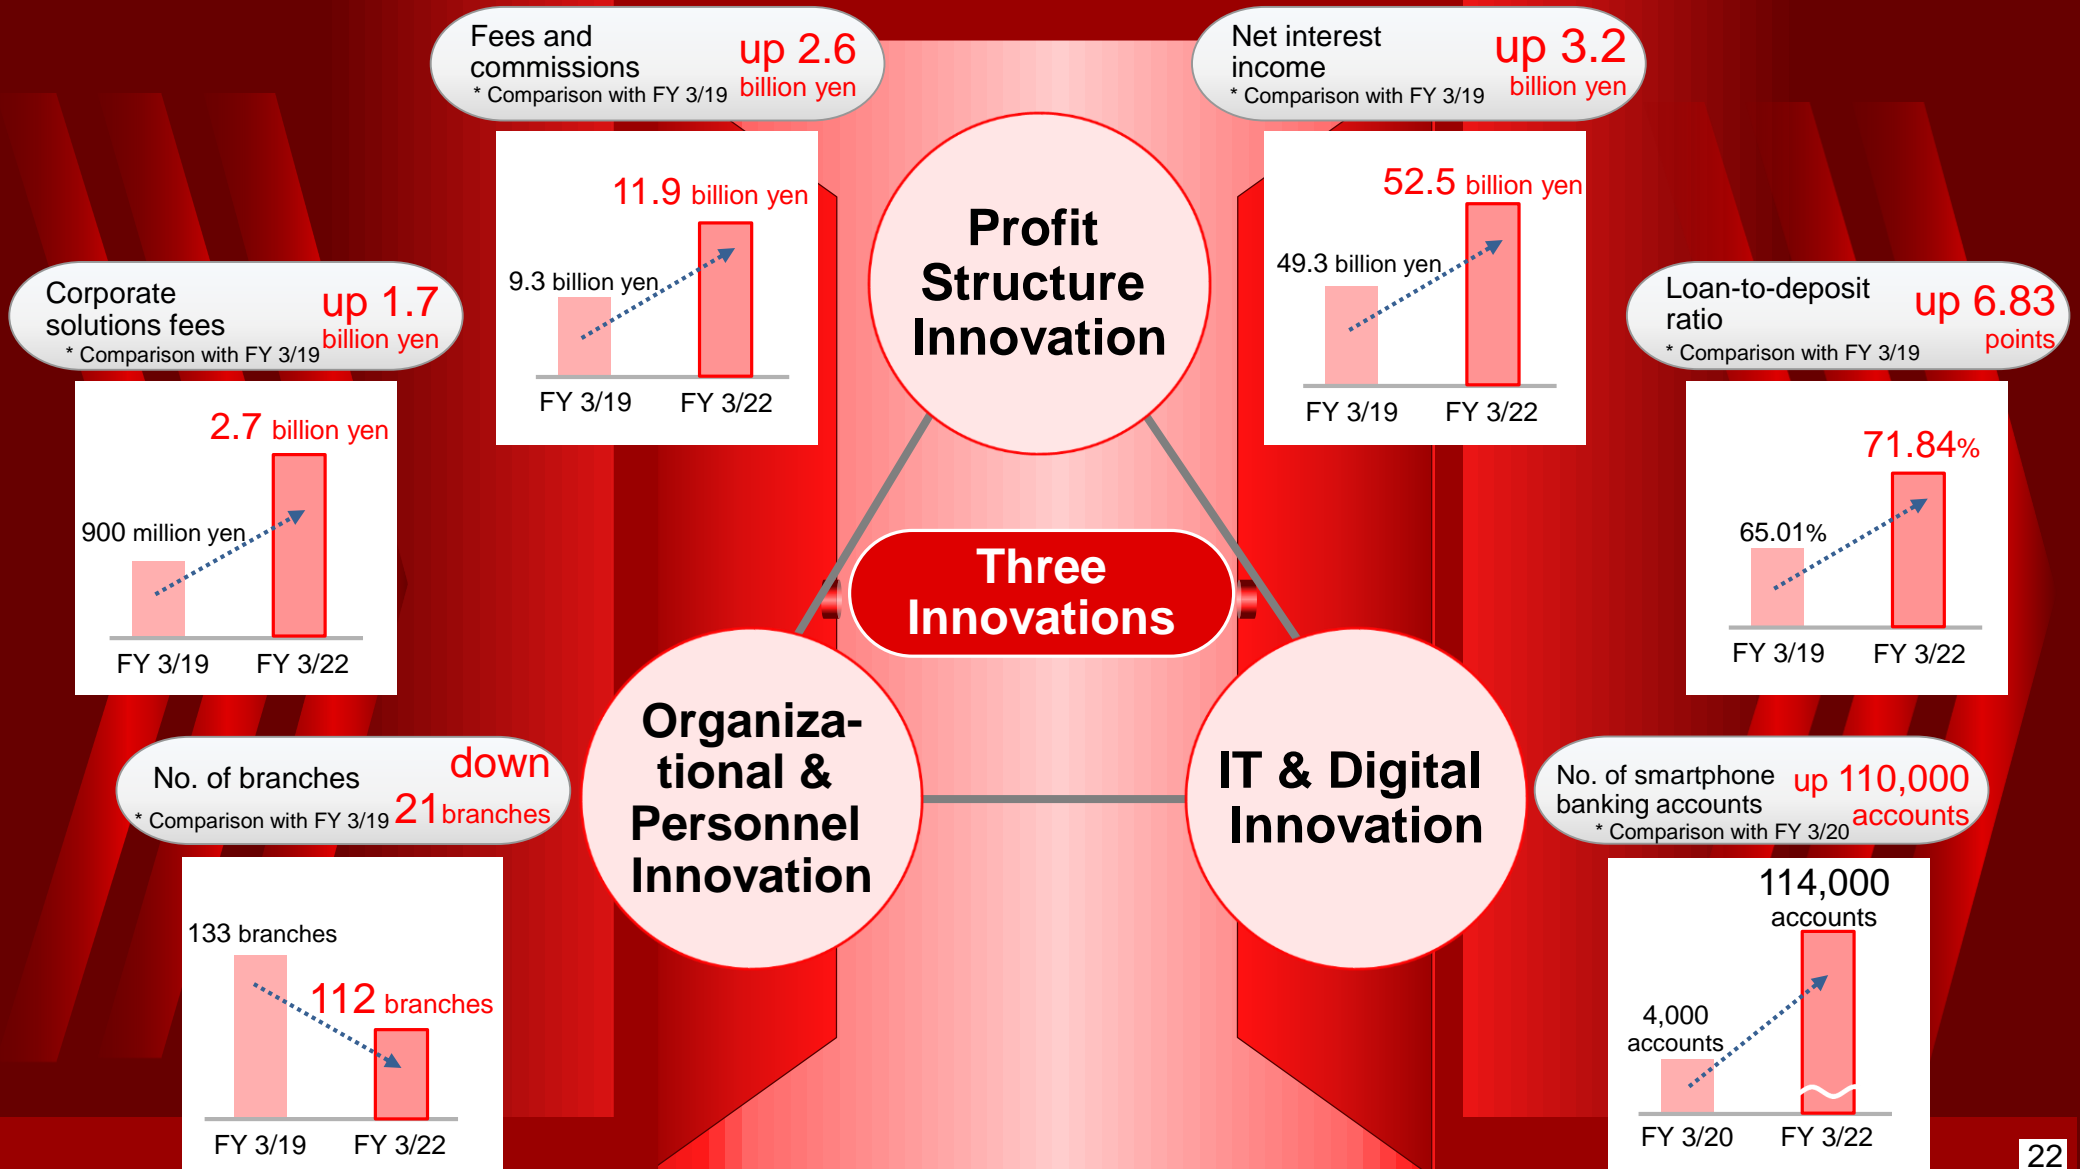 Fees and
commissions
* Comparison with FY 3/19
up 2.6
billion yen
11.9 billion yen
9.3 billion yen
FY 3/19 FY 3/22
Net interest
income
* Comparison with FY 3/19
up 3.2
billion yen
52.5 billion yen
49.3 billion yen
FY 3/19 FY 3/22
Profit
Structure
Innovation
Corporate
solutions fees
* Comparison with FY 3/19
up 1.7
billion yen
2.7 billion yen
900 million yen
FY 3/19 FY 3/22
Loan-to-deposit
ratio
* Comparison with FY 3/19
up 6.83
points
71.84%
65.01%
FY 3/19 FY 3/22
Three
Innovations
Organiza-
tional &
Personnel
Innovation
IT & Digital
Innovation
No. of branches
* Comparison with FY 3/19
down
21 branches
133 branches
112 branches
FY 3/19 FY 3/22
No. of smartphone
banking accounts
* Comparison with FY 3/20
up 110,000
accounts
114,000
accounts
4,000
accounts
FY 3/20 FY 3/22
22